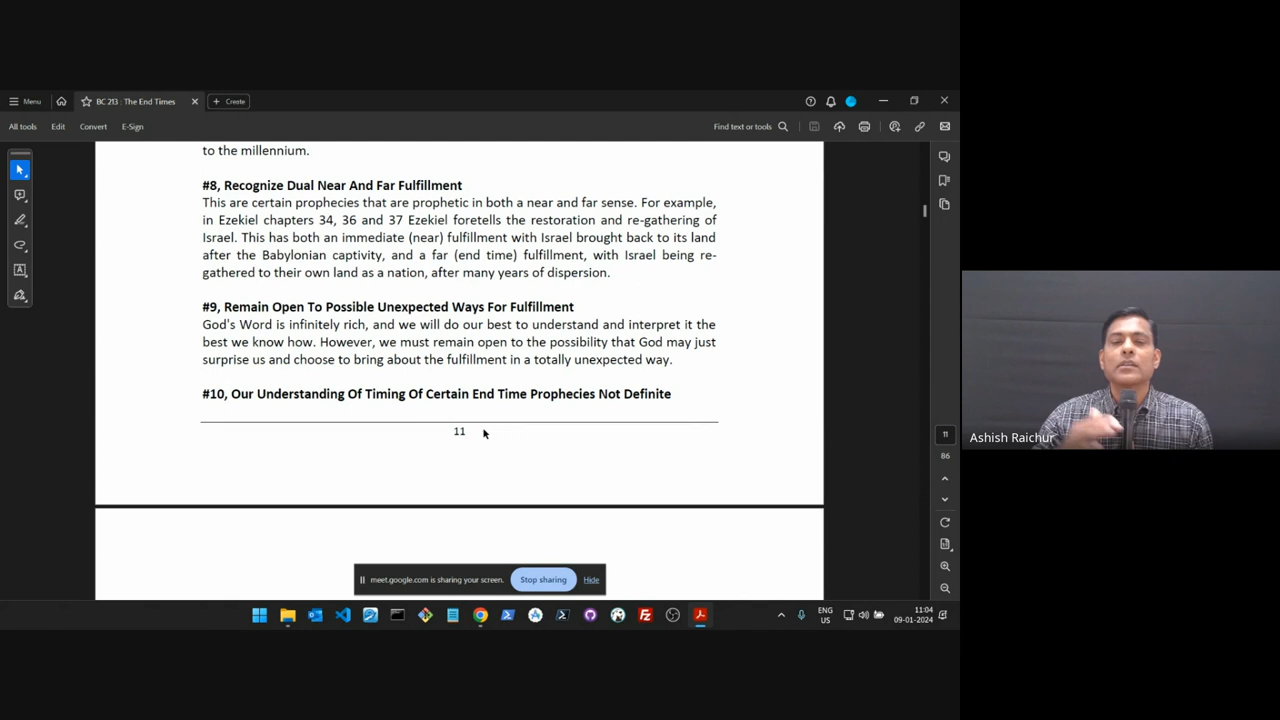 Menu
BC 213 : The End Times
Create
All tools
Edit
Convert
E-Sign
Find text or tools
to the millennium.
#8, Recognize Dual Near And Far Fulfillment
This are certain prophecies that are prophetic in both a near and far sense. For example,
in Ezekiel chapters 34, 36 and 37 Ezekiel foretells the restoration and re-gathering of
Israel. This has both an immediate (near) fulfillment with Israel brought back to its land
after the Babylonian captivity, and a far (end time) fulfillment, with Israel being re-
gathered to their own land as a nation, after many years of dispersion.
#9, Remain Open To Possible Unexpected Ways For Fulfillment
God's Word is infinitely rich, and we will do our best to understand and interpret it the
best we know how. However, we must remain open to the possibility that God may just
surprise us and choose to bring about the fulfillment in a totally unexpected way.
#10, Our Understanding Of Timing Of Certain End Time Prophecies Not Definite
11
11
86
meet.google.com is sharing your screen.
Stop sharing
Hide
ENG
US
11:04
09-01-2024
Ashish Raichur